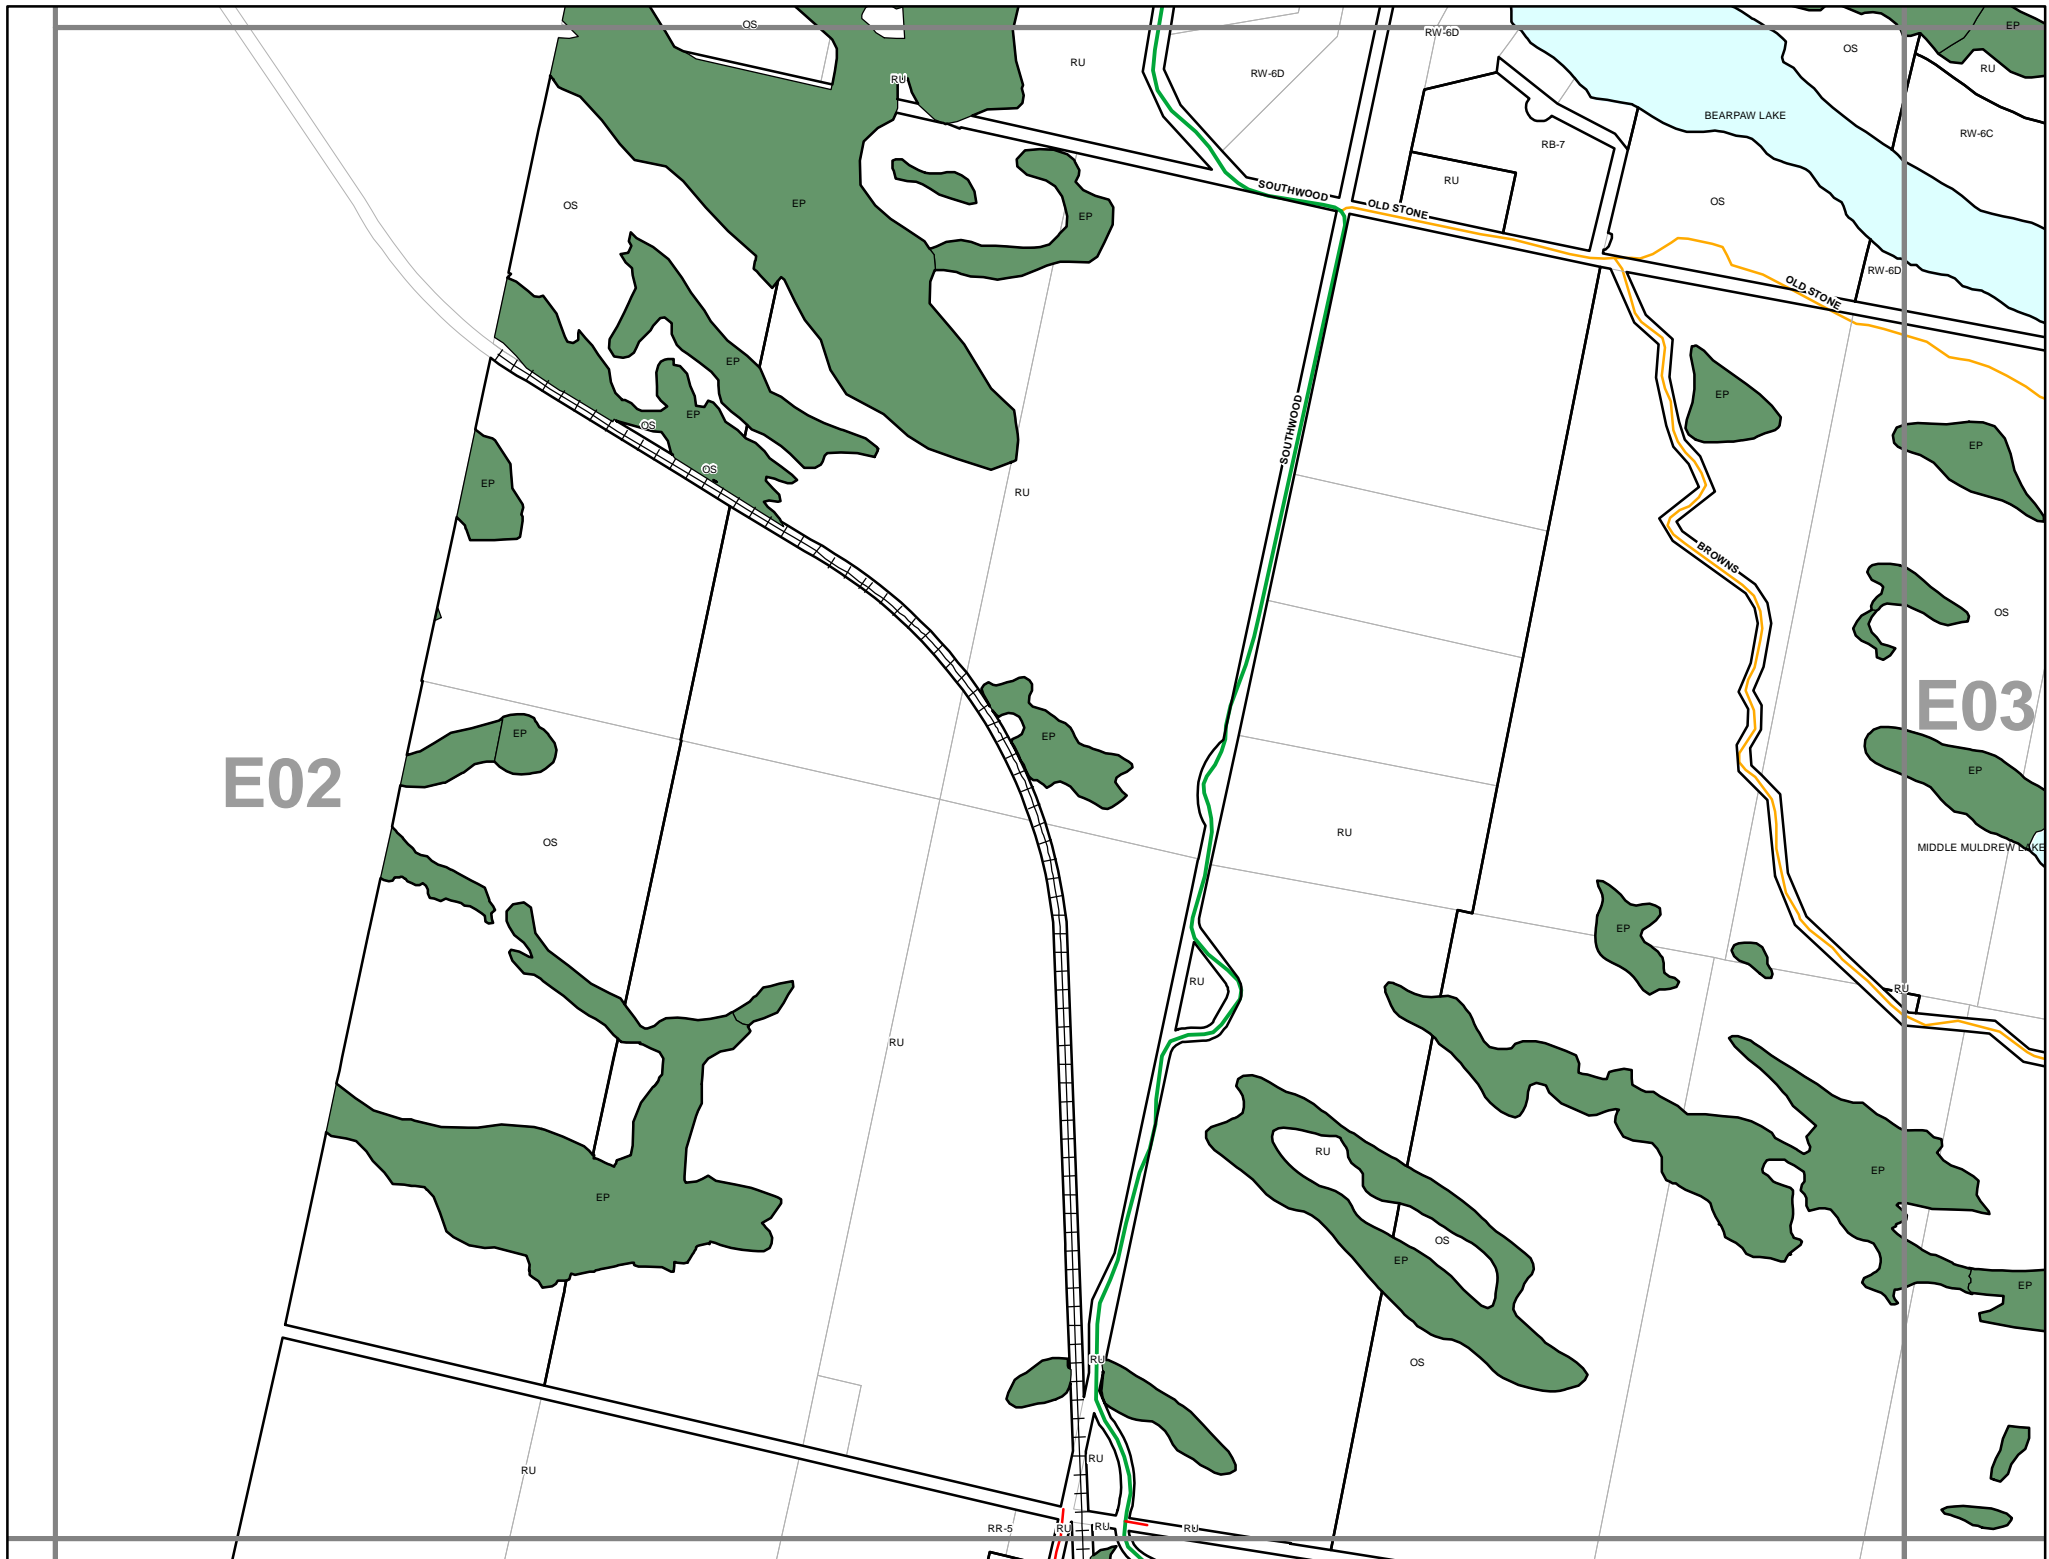 OS
EP
RW-6D
OS
RU
RU
RU
RW-6D
BEARPAW LAKE
RW-6C
RB-7
RU
SOUTHWOOD
OLD STONE
OS
EP
EP
OS
RW-6D
OLD STONE
EP
EP
OS
EP
SOUTHWOOD
EP
OS
EP
RU
BROWNS
OS
E03
EP
EP
E02
EP
RU
OS
MIDDLE MULDREW LAKE
EP
RU
RU
RU
RU
EP
EP
OS
EP
EP
RU
OS
RU
RU
RR-5
RU
RU
RU